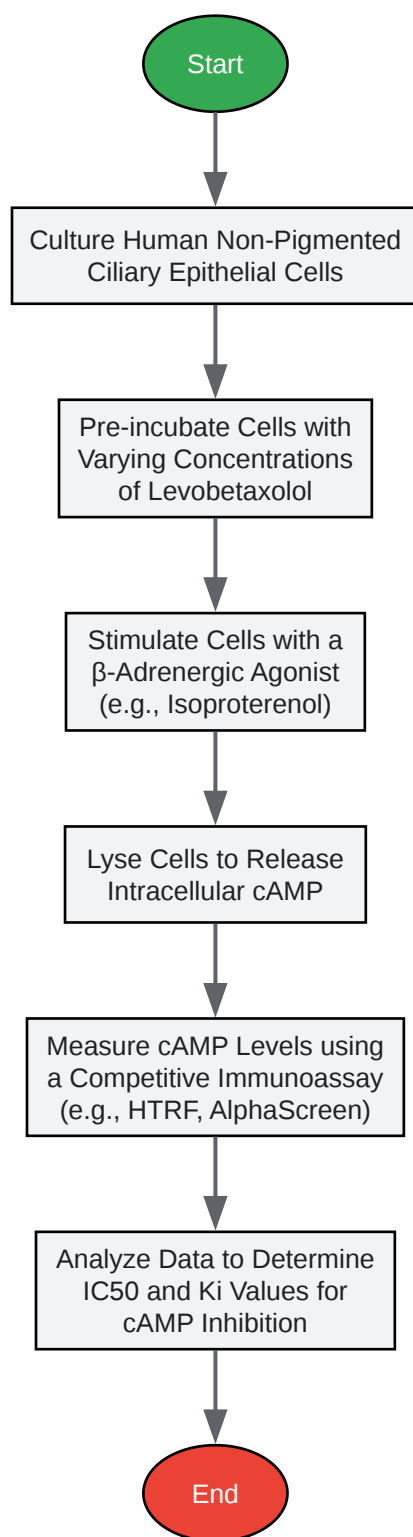 Start
Culture Human Non-Pigmented
Ciliary Epithelial Cells
Pre-incubate Cells with
Varying Concentrations
of Levobetaxolol
Stimulate Cells with a
β-Adrenergic Agonist
(e.g., Isoproterenol)
Lyse Cells to Release
Intracellular cAMP
Measure cAMP Levels using
a Competitive Immunoassay
(e.g., HTRF, AlphaScreen)
Analyze Data to Determine
IC50 and Ki Values for
cAMP Inhibition
End